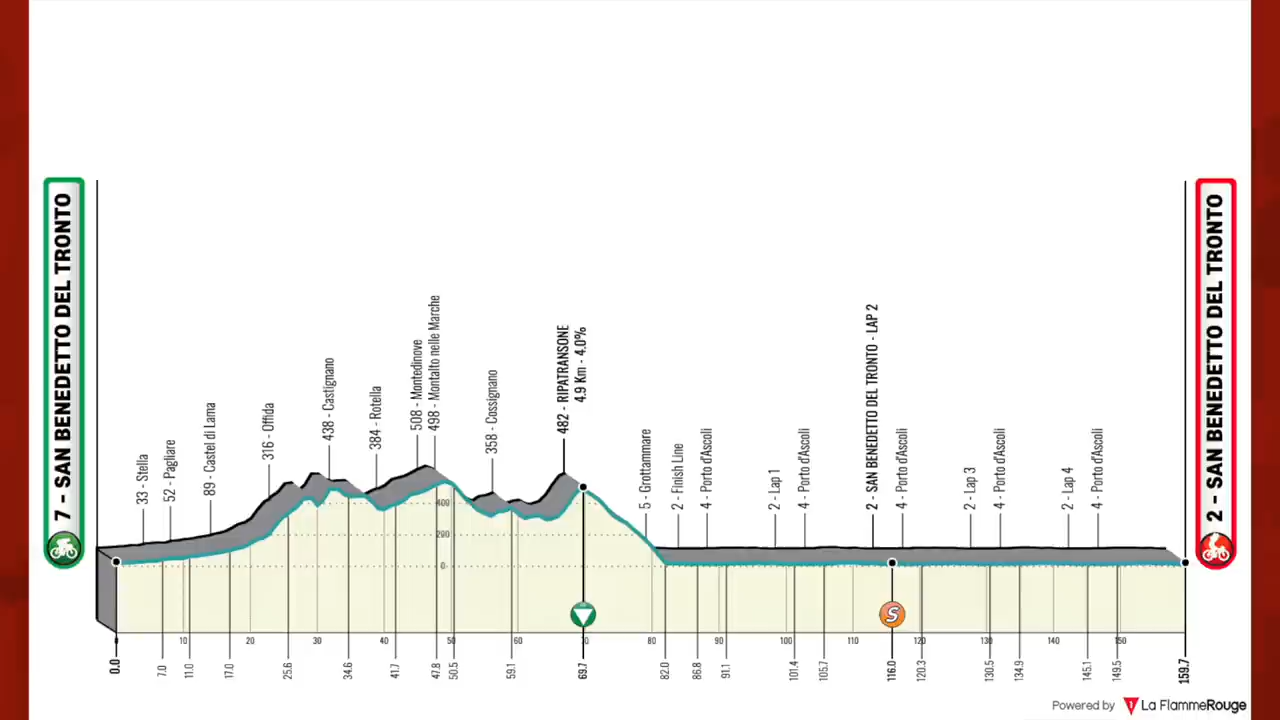 7 - SAN BENEDETTO DEL TRONTO
33 - Stella
52 - Pagliare
89 - Castel di Lama
316 - Offida
438 - Castignano
384 - Rotella
508 - Montedinove
498 - Montalto nelle Marche
358 - Cossignano
482 - RIPATRANSONE
4.9 Km - 4.0%
5 - Grottammare
2 - Finish Line
4 - Porto d'Ascoli
2 - Lap 1
4 - Porto d'Ascoli
2 - SAN BENEDETTO DEL TRONTO - LAP 2
4 - Porto d'Ascoli
2 - Lap 3
4 - Porto d'Ascoli
2 - Lap 4
4 - Porto d'Ascoli
2 - SAN BENEDETTO DEL TRONTO
400
200
0
S
0 10 20 30 40 50 60 70 80 90 100 110 120 130 140 150
0.0 7.0 11.0 17.0 25.6 34.6 41.7 47.8 50.5 59.1 69.7 82.0 86.8 91.1 101.4 105.7 116.0 120.3 130.5 134.9 145.1 149.5 159.7
Powered by La FlammeRouge